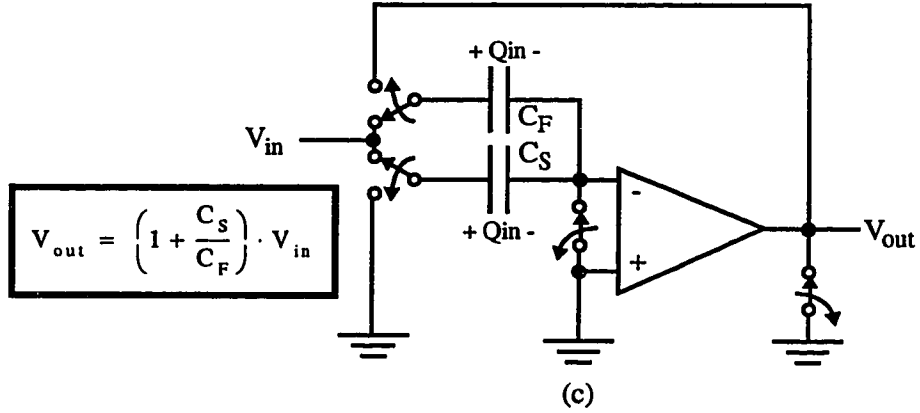 + Qin -
C_F
V_in
C_S
+ Qin -
-
+
V_out
V_out = (1 + C_S / C_F) · V_in
(c)